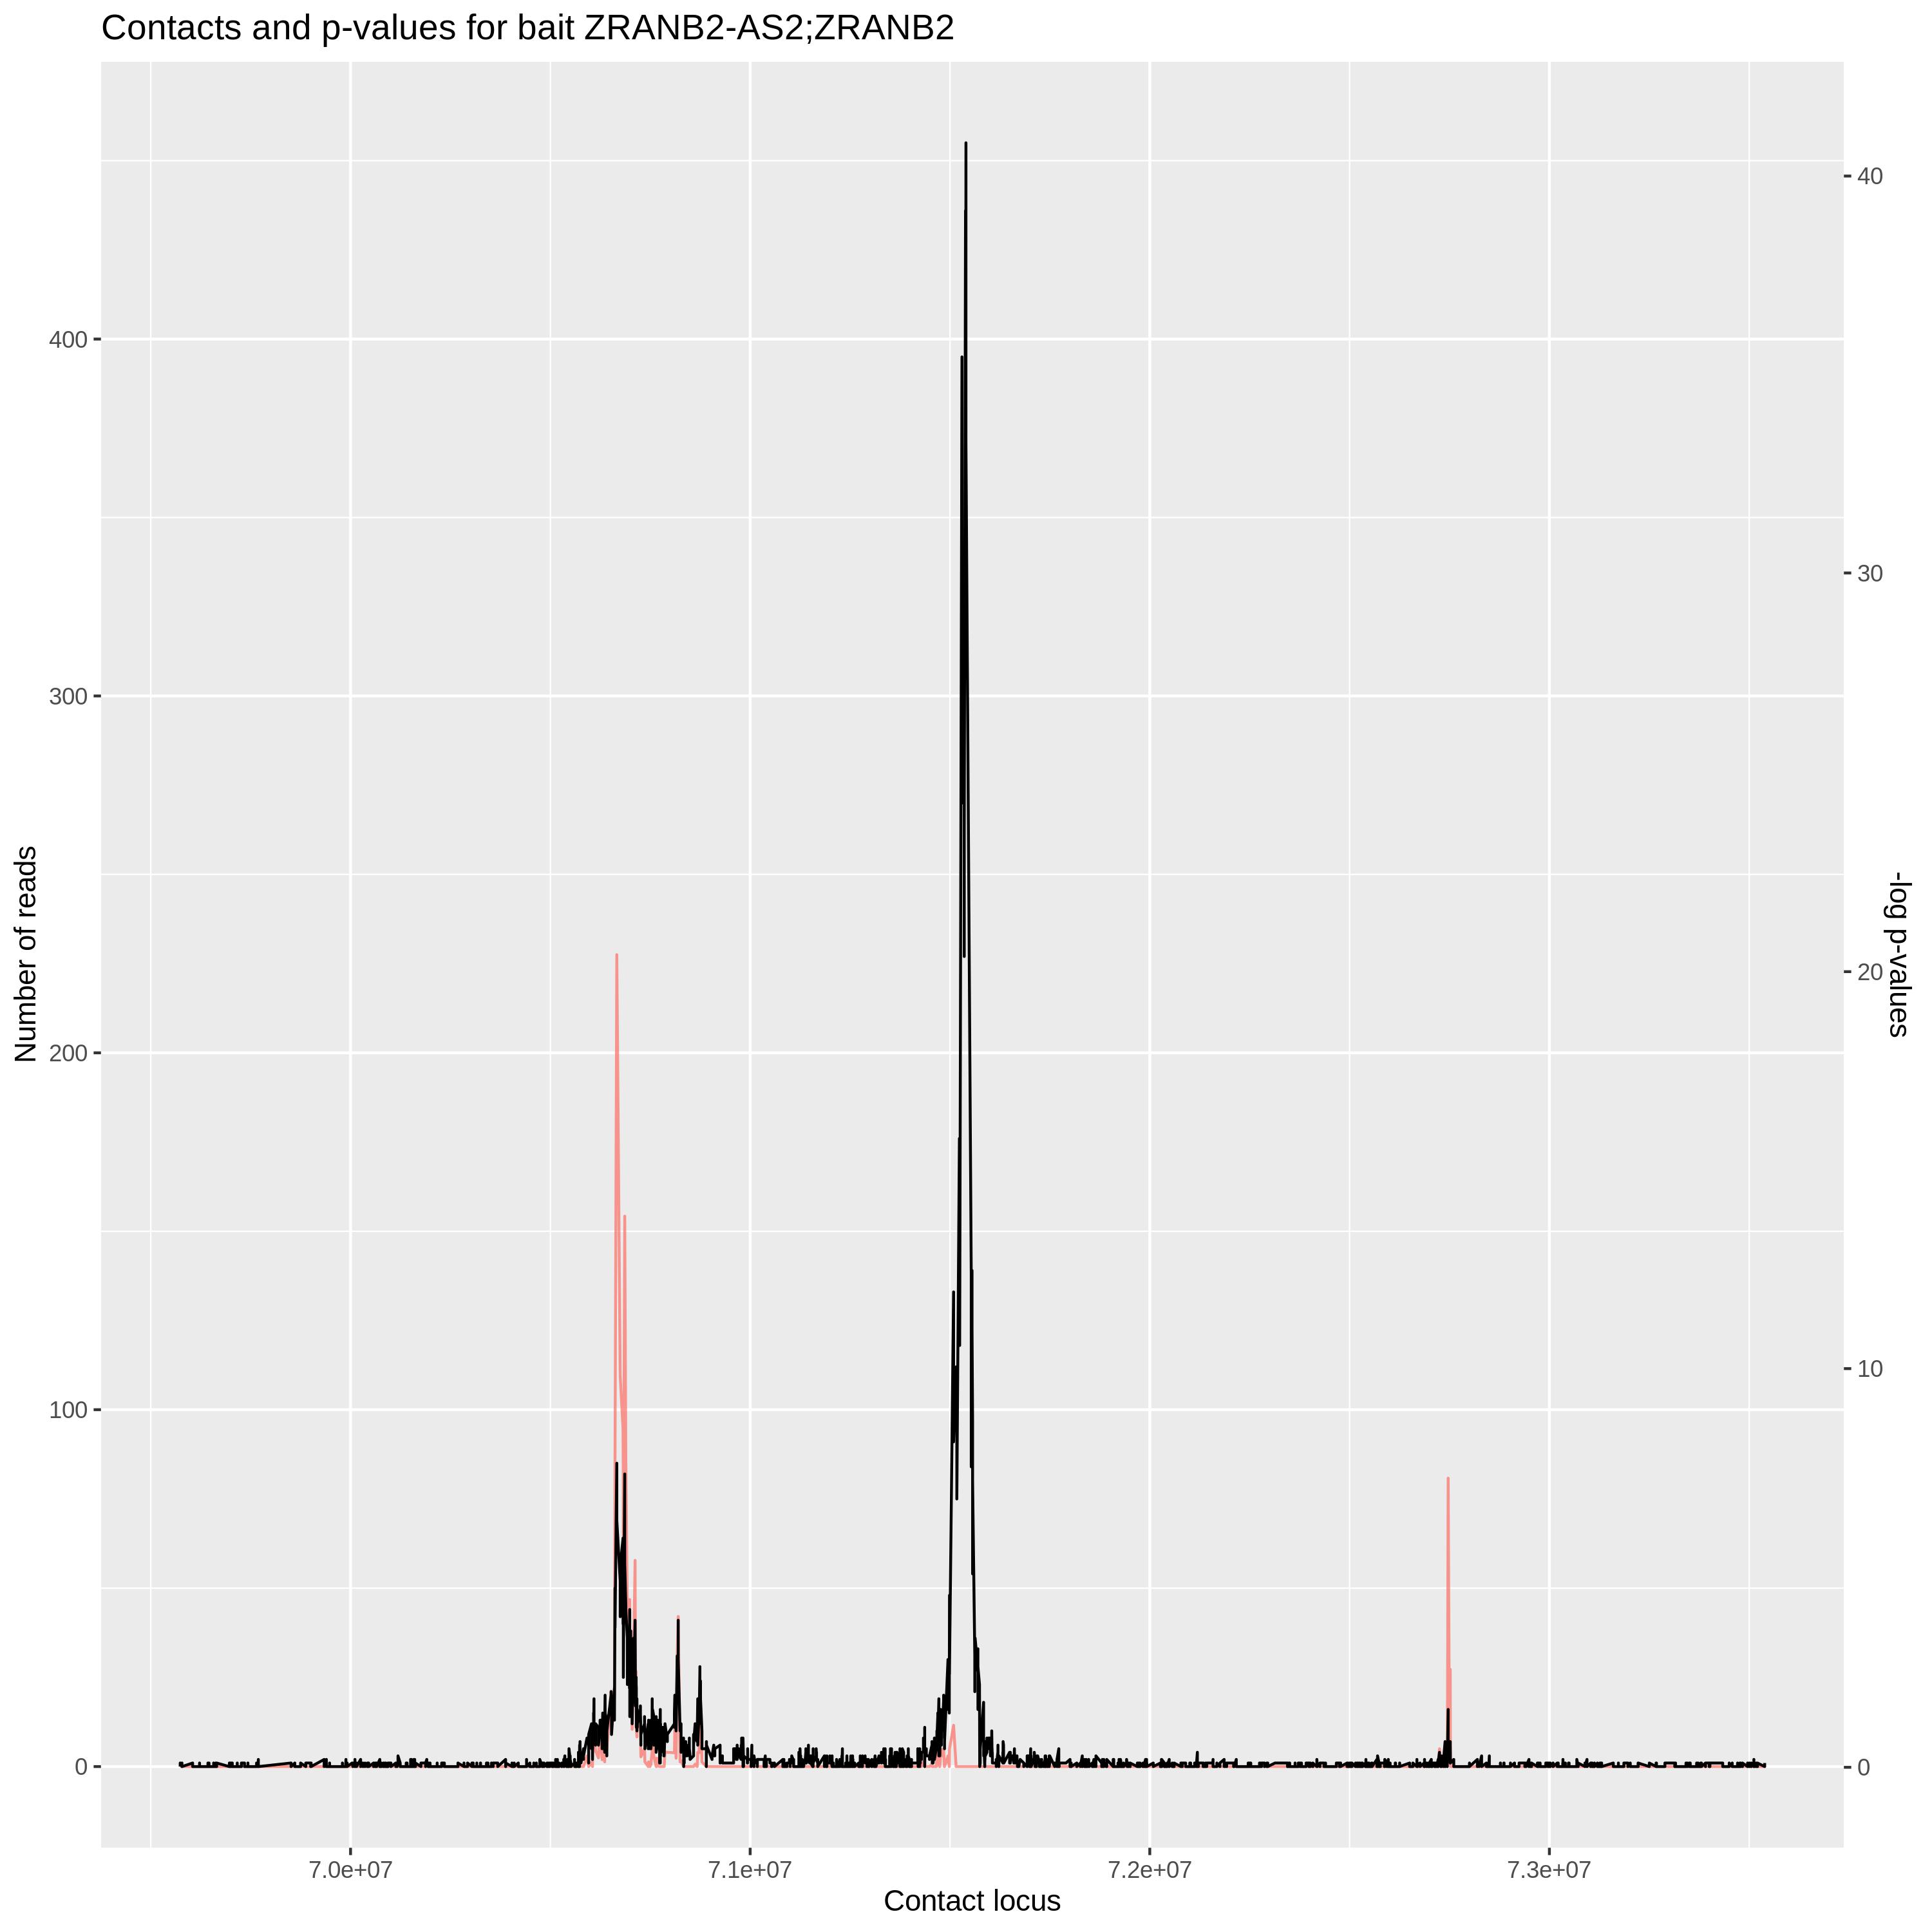 Contacts and p-values for bait ZRANB2-AS2;ZRANB2
Number of reads
400
300
200
100
0
40
30
20
10
0
-log p-values
7.0e+07 7.1e+07 7.2e+07 7.3e+07
Contact locus